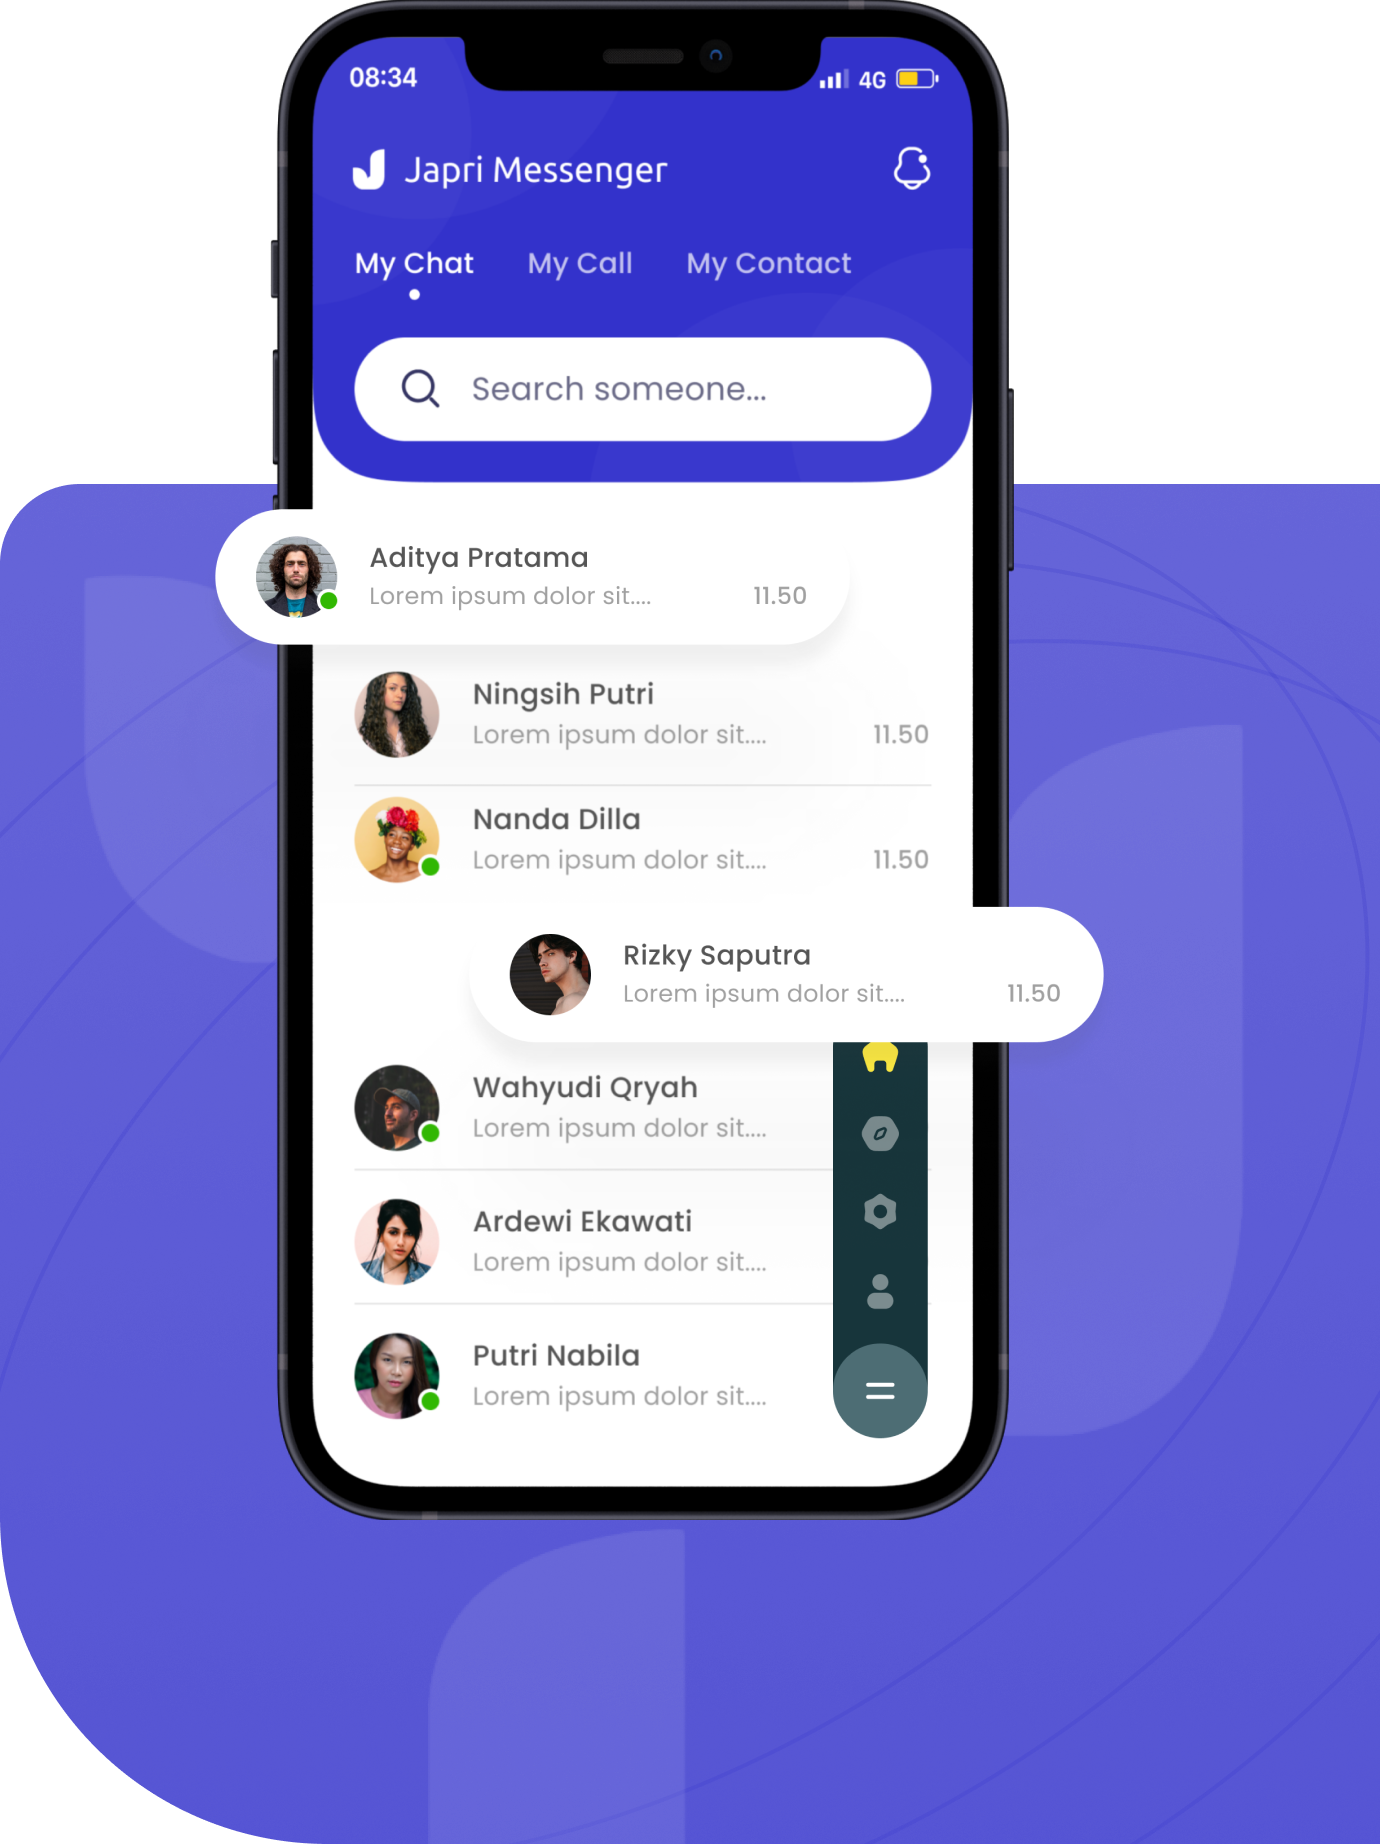 08:34
4G
Japri Messenger
My Chat My Call My Contact
Search someone...
Aditya Pratama
Lorem ipsum dolor sit.... 11.50
Ningsih Putri
Lorem ipsum dolor sit.... 11.50
Nanda Dilla
Lorem ipsum dolor sit.... 11.50
Rizky Saputra
Lorem ipsum dolor sit.... 11.50
Wahyudi Qryah
Lorem ipsum dolor sit....
Ardewi Ekawati
Lorem ipsum dolor sit....
Putri Nabila
Lorem ipsum dolor sit....